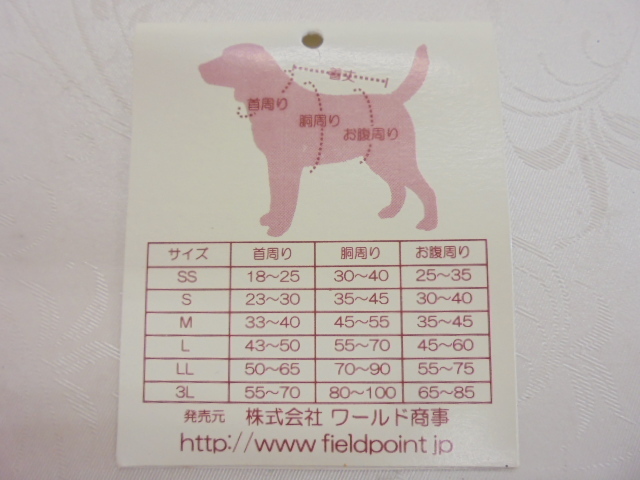 着丈
首周り
胴周り
お腹周り
サイズ 首周り 胴周り お腹周り
SS 18～25 30～40 25～35
S 23～30 35～45 30～40
M 33～40 45～55 35～45
L 43～50 55～70 45～60
LL 50～65 70～90 55～75
3L 55～70 80～100 65～85
発売元 株式会社 ワールド商事
http://www fieldpoint jp